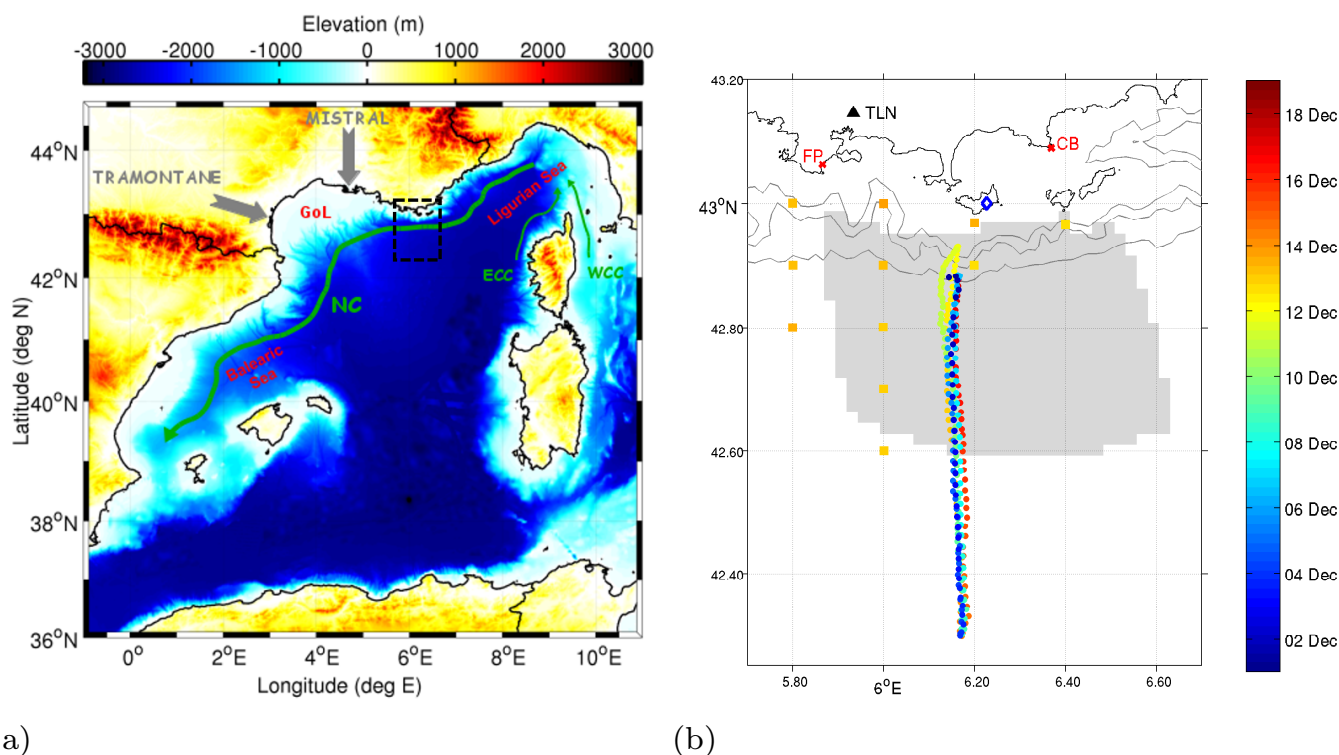 Elevation (m)
-3000 -2000 -1000 0 1000 2000 3000
MISTRAL
TRAMONTANE
GoL
Ligurian Sea
ECC
WCC
NC
Balearic
Sea
44°N
43°N
42°N
40°N
38°N
36°N
Latitude (deg N)
0° 2°E 4°E 6°E 8°E 10°E
Longitude (deg E)
a)
43.20
TLN
FP
CB
43°N
42.80
42.60
42.40
5.80 6°E 6.20 6.40 6.60
18 Dec
16 Dec
14 Dec
12 Dec
10 Dec
08 Dec
06 Dec
04 Dec
02 Dec
(b)